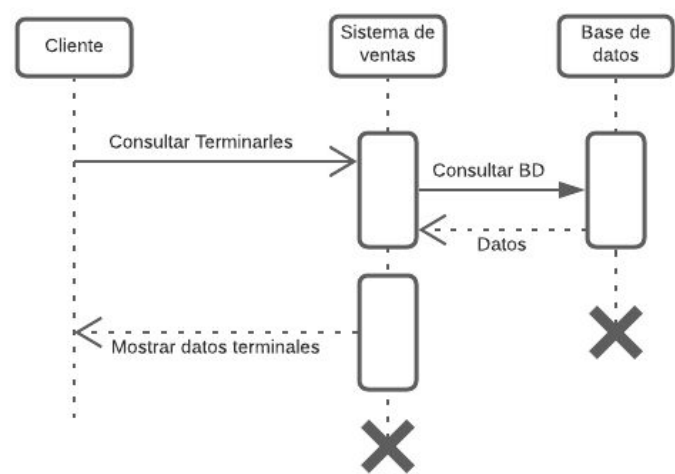 Cliente
Sistema de
ventas
Base de
datos
Consultar Terminarles
Consultar BD
Datos
Mostrar datos terminales